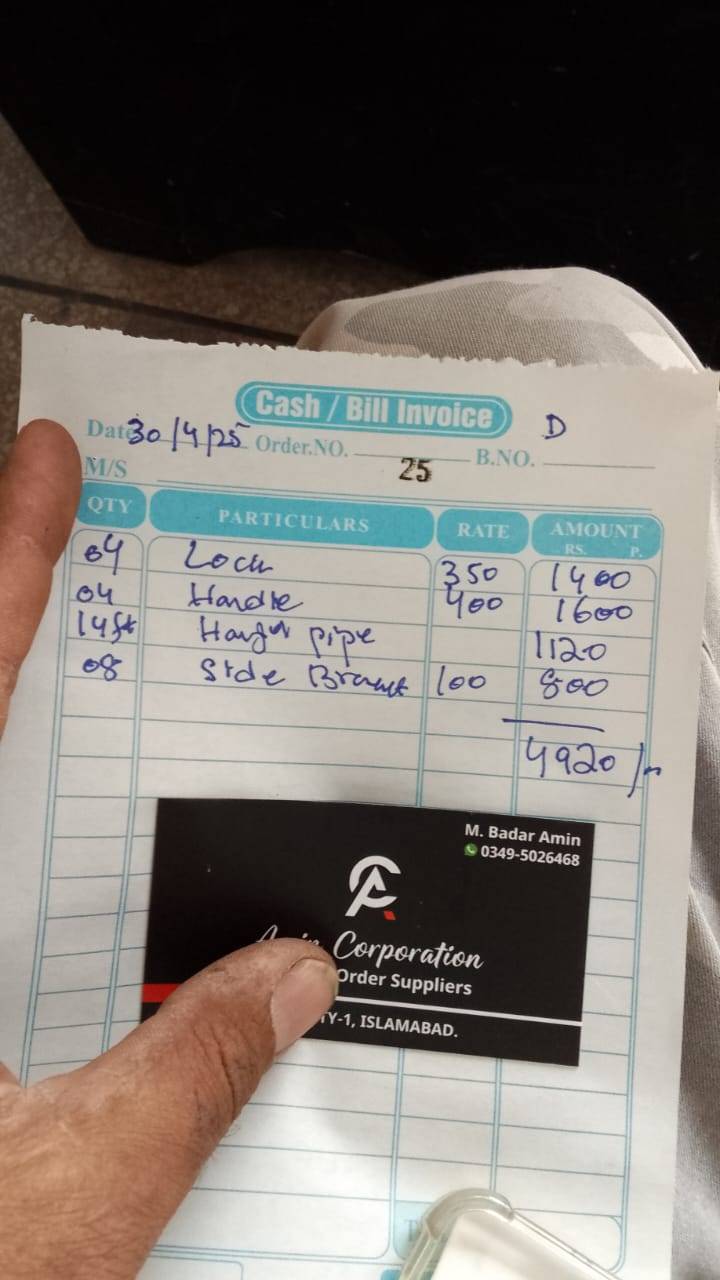 Cash / Bill Invoice
D
Date 30/4/25 Order.NO. B.NO.
25
M/S
QTY PARTICULARS RATE AMOUNT
RS. P.
04 Lock 350 1400
04 Handle 400 1600
14ft pipe 1120
08 Side 100 800
4920/-
M. Badar Amin
0349-5026468
Corporation
Order Suppliers
TY-1, ISLAMABAD.